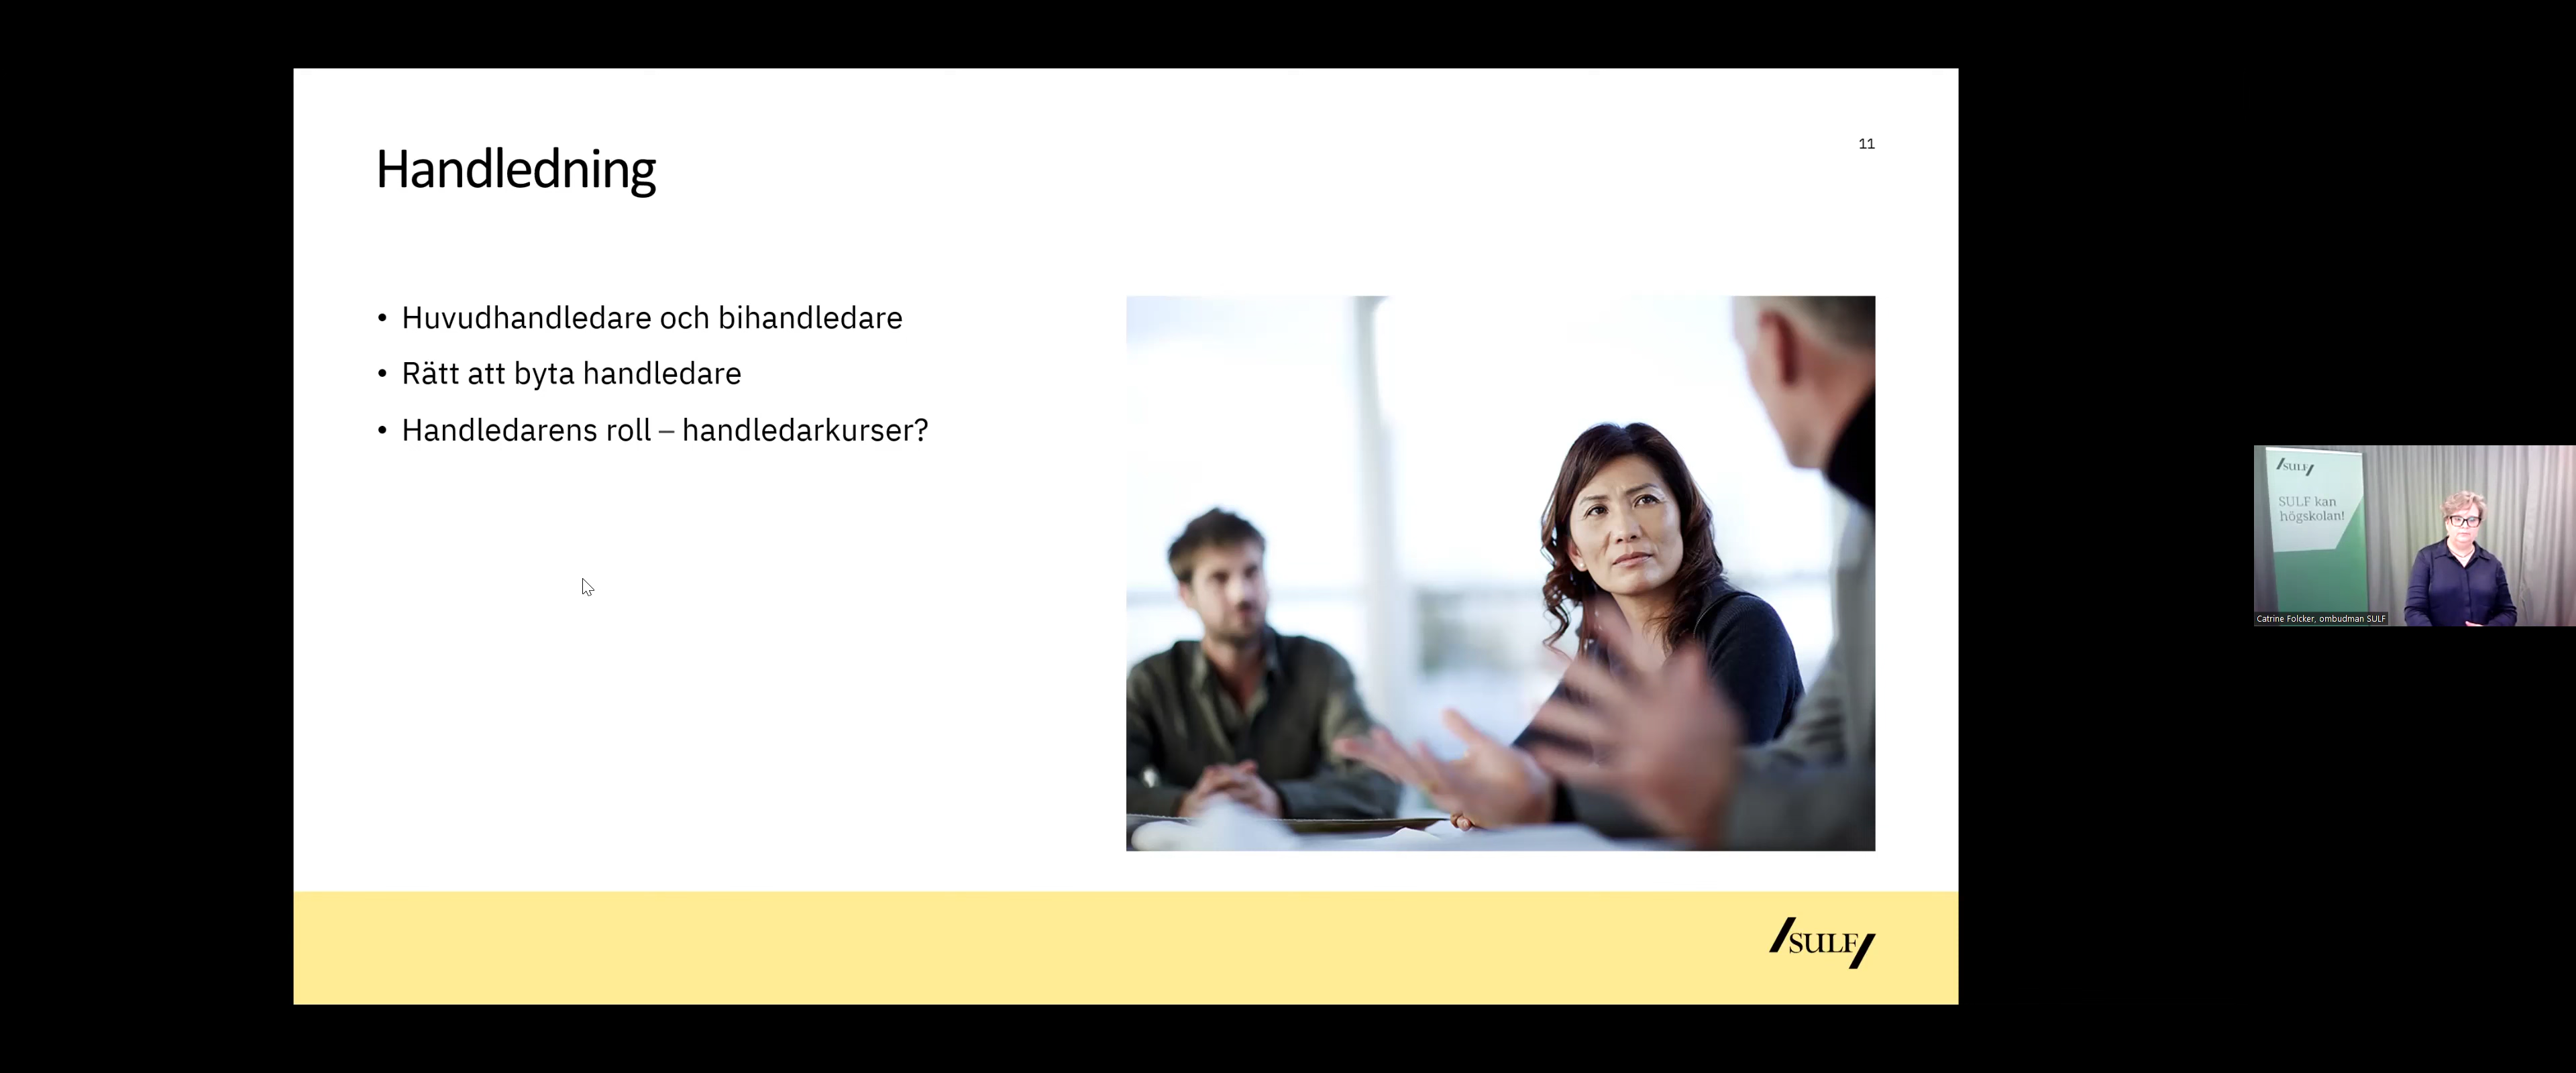 Handledning
11
• Huvudhandledare och bihandledare
• Rätt att byta handledare
• Handledarens roll – handledarkurser?
/SULF/
/SULF/
SULF kan
högskolan!
Catrine Folcker, ombudman SULF